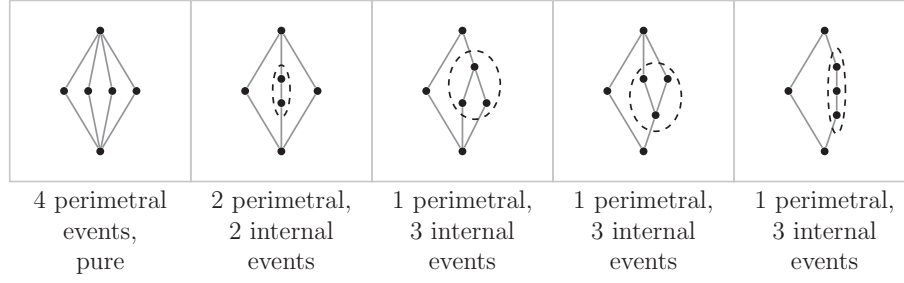 4 perimetral
events,
pure
2 perimetral,
2 internal
events
1 perimetral,
3 internal
events
1 perimetral,
3 internal
events
1 perimetral,
3 internal
events